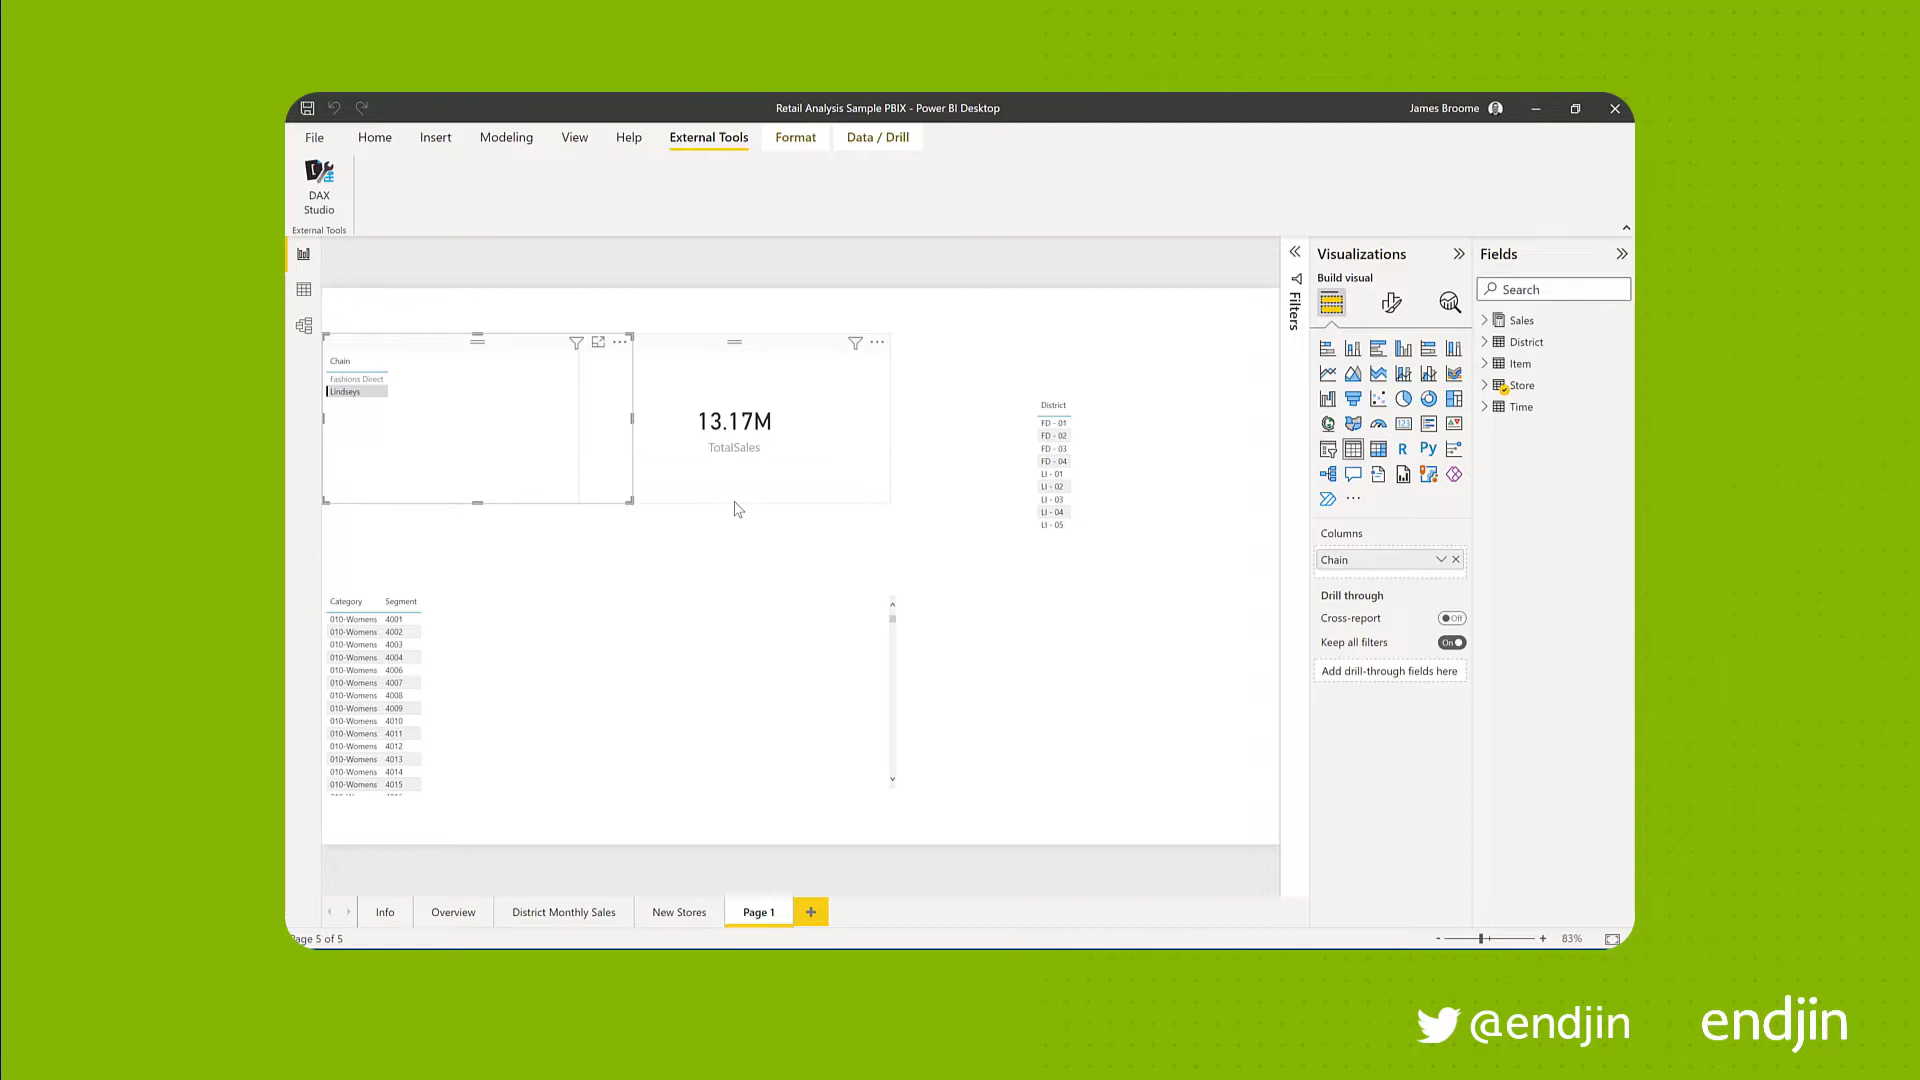 Retail Analysis Sample PBIX - Power BI Desktop
James Broome
File Home Insert Modeling View Help External Tools Format Data / Drill
DAX
Studio
External Tools
Chain
Fashions Direct
Lindseys
13.17M
TotalSales
District
FD - 01
FD - 02
FD - 03
FD - 04
LI - 01
LI - 02
LI - 03
LI - 04
LI - 05
Category Segment
010-Womens 4001
010-Womens 4002
010-Womens 4003
010-Womens 4004
010-Womens 4006
010-Womens 4007
010-Womens 4008
010-Womens 4009
010-Womens 4010
010-Womens 4011
010-Womens 4012
010-Womens 4013
010-Womens 4014
010-Womens 4015
Filters
Visualizations
Build visual
123
R
Py
Columns
Chain
Drill through
Cross-report Off
Keep all filters On
Add drill-through fields here
Fields
Search
Sales
District
Item
Store
Time
Info Overview District Monthly Sales New Stores Page 1 +
Page 5 of 5
- + 83%
@endjin endjin